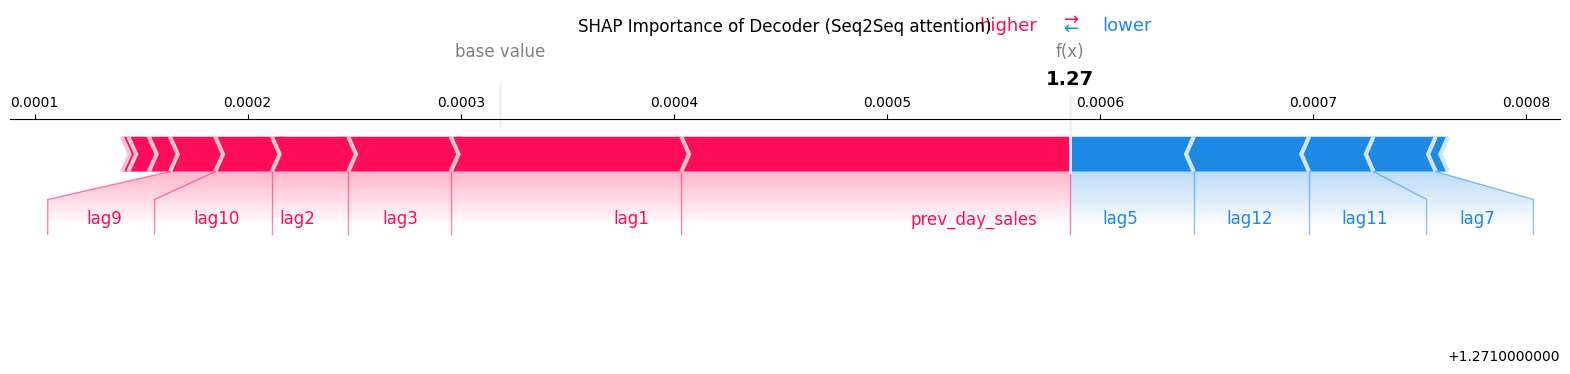 SHAP Importance of Decoder (Seq2Seq attention) higher → ← lower
base value f(x)
1.27
0.0001 0.0002 0.0003 0.0004 0.0005 0.0006 0.0007 0.0008
lag9 lag10 lag2 lag3 lag1 prev_day_sales lag5 lag12 lag11 lag7
+1.2710000000